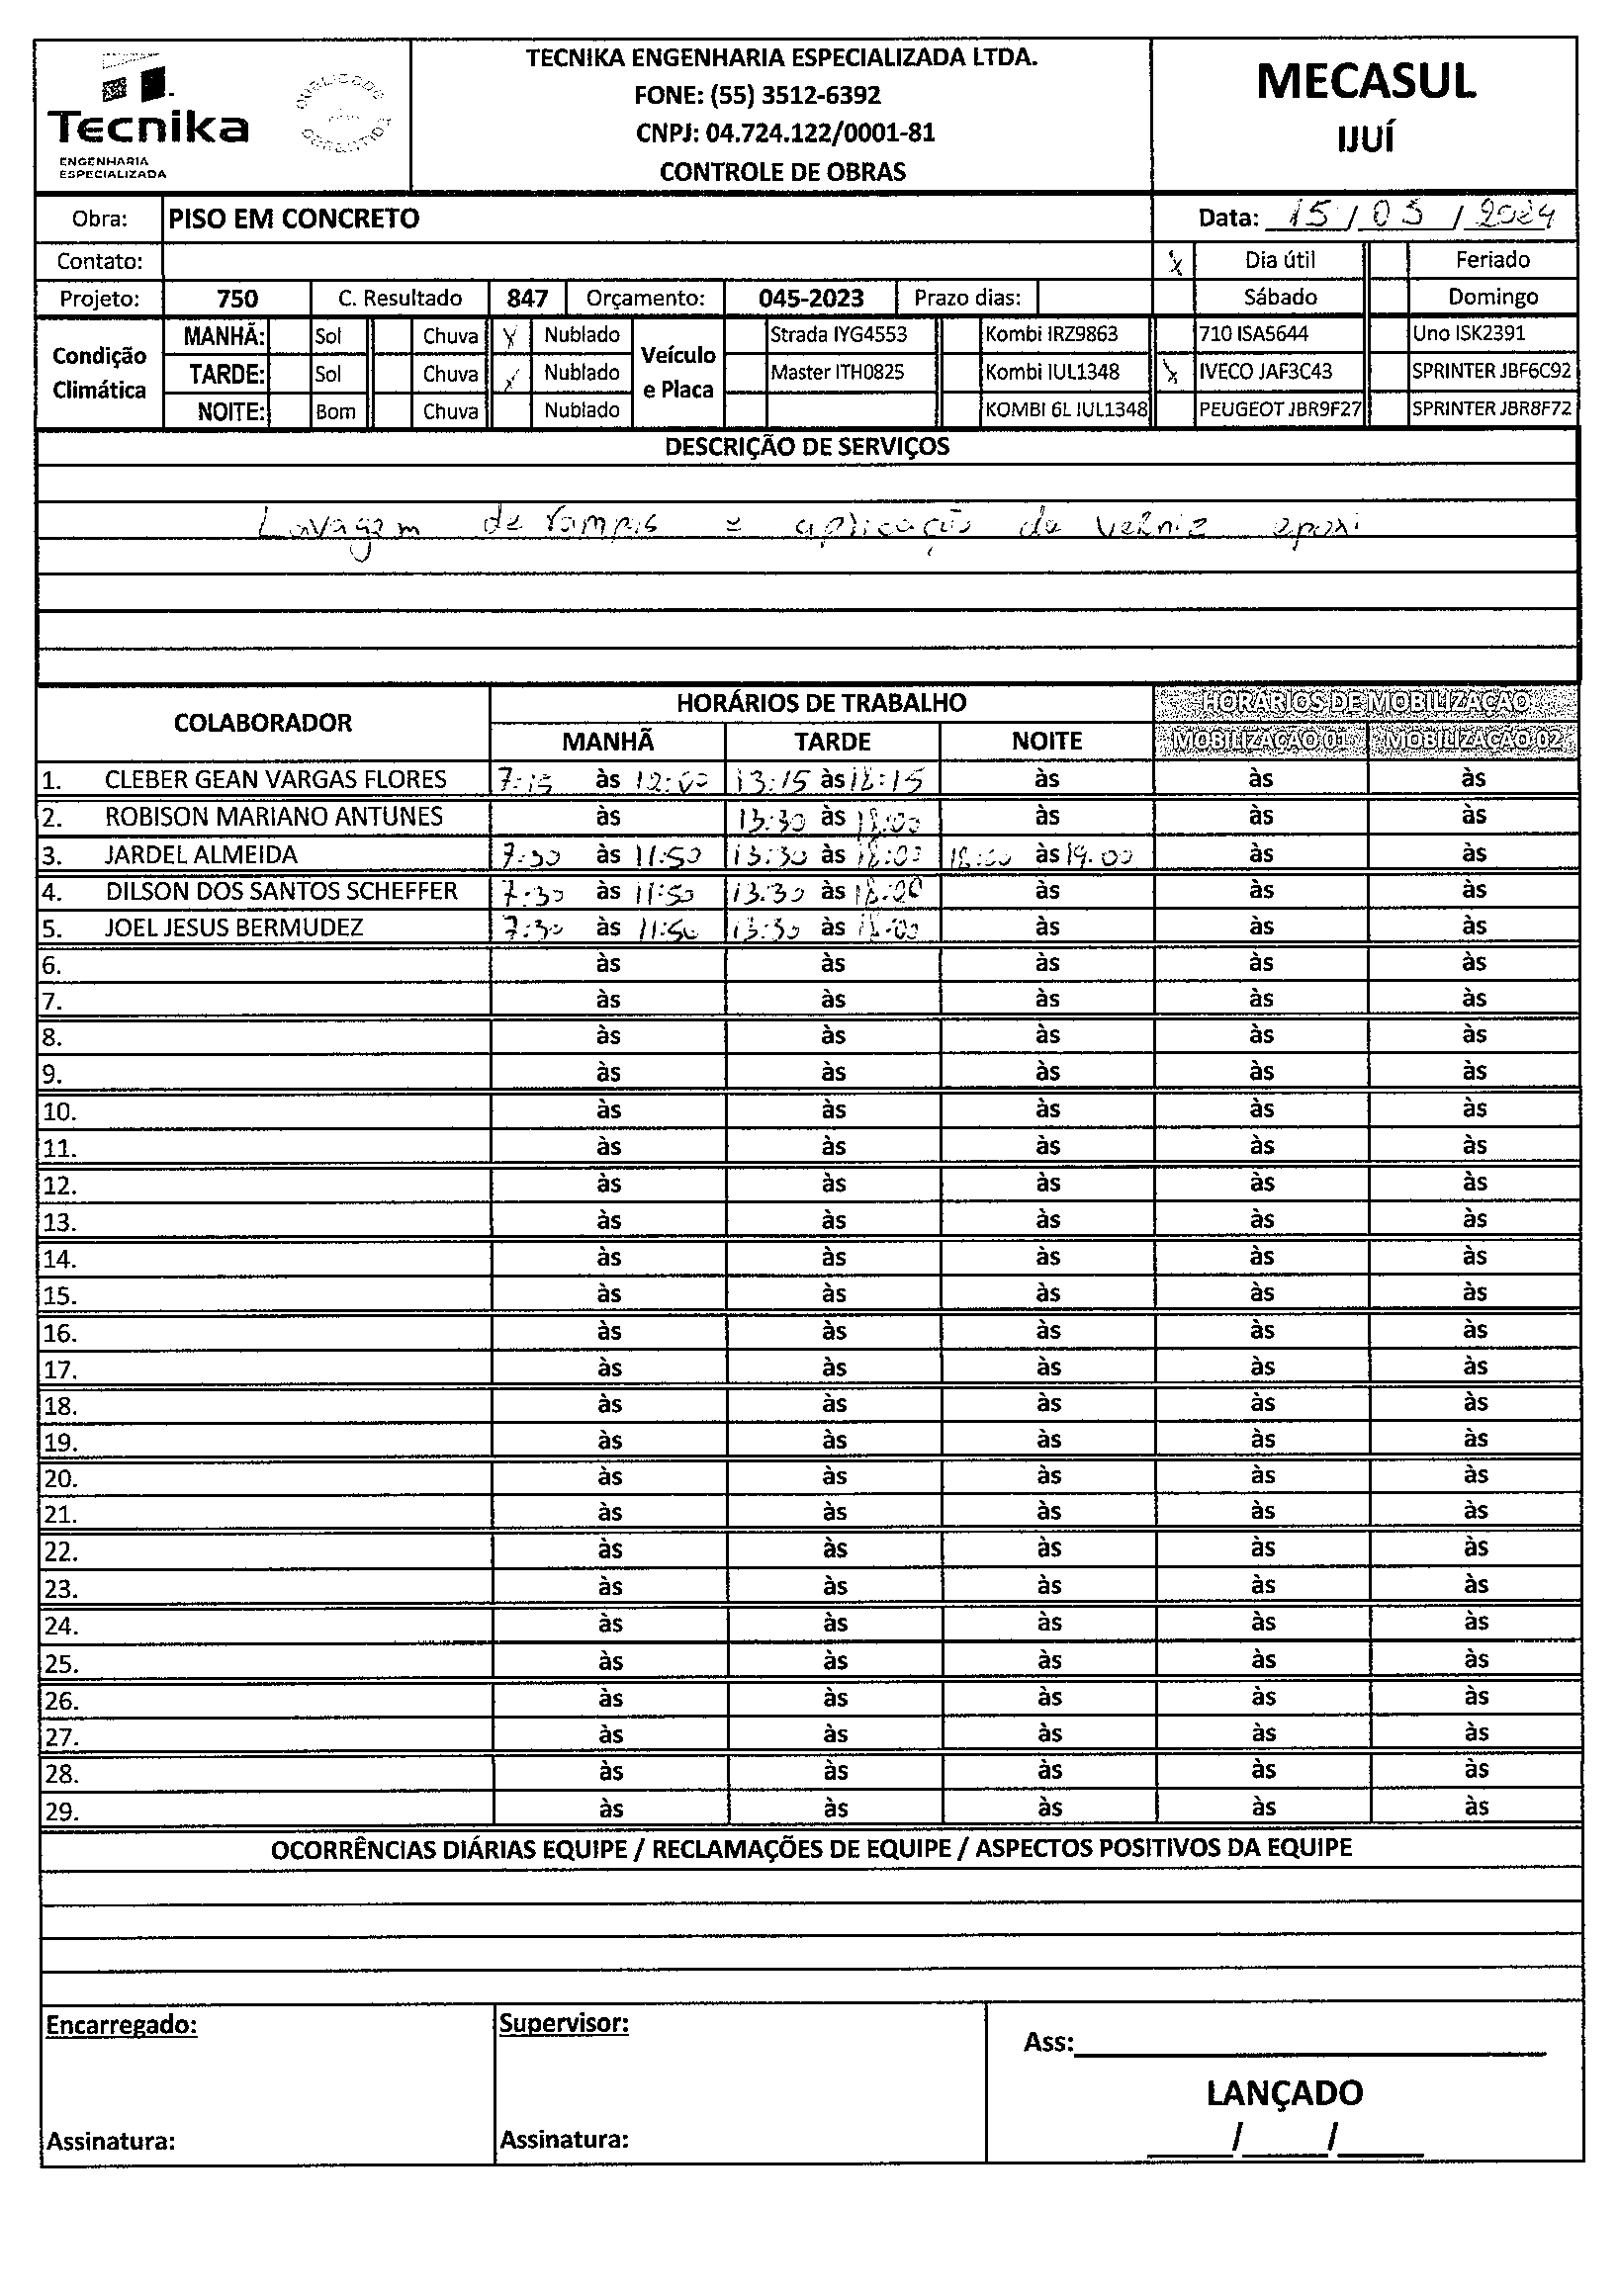 Tecnika
ENGENHARIA
ESPECIALIZADA
TECNIKA ENGENHARIA ESPECIALIZADA LTDA.
FONE: (55) 3512-6392
CNPJ: 04.724.122/0001-81
CONTROLE DE OBRAS
MECASUL
IJUÍ
Obra: PISO EM CONCRETO Data: 15/03/2024
Contato: X Dia útil Feriado
Projeto: 750 C. Resultado 847 Orçamento: 045-2023 Prazo dias: Sábado Domingo
Condição Climática
MANHÃ: Sol Chuva X Nublado
TARDE: Sol Chuva X Nublado
NOITE: Bom Chuva Nublado
Veículo e Placa
Strada IYG4553 Kombi IRZ9863 710 ISA5644 Uno ISK2391
Master ITH0825 Kombi IUL1348 X IVECO JAF3C43 SPRINTER JBF6C92
KOMBI 6L IUL1348 PEUGEOT JBR9F27 SPRINTER JBR8F72
DESCRIÇÃO DE SERVIÇOS
Lavagem de rampas e aplicação de verniz epoxi
COLABORADOR HORÁRIOS DE TRABALHO HORÁRIOS DE MOBILIZAÇÃO
MANHÃ TARDE NOITE MOBILIZAÇÃO 01 MOBILIZAÇÃO 02
1. CLEBER GEAN VARGAS FLORES 7:15 às 12:00 13:15 às 18:15 às às às
2. ROBISON MARIANO ANTUNES às 13:30 às 18:00 às às às
3. JARDEL ALMEIDA 7:30 às 11:50 13:30 às 18:00 18:00 às 19:00 às às
4. DILSON DOS SANTOS SCHEFFER 7:30 às 11:50 13:30 às 18:00 às às às
5. JOEL JESUS BERMUDEZ 7:30 às 11:50 13:30 às 18:00 às às às
6. às às às às às
7. às às às às às
8. às às às às às
9. às às às às às
10. às às às às às
11. às às às às às
12. às às às às às
13. às às às às às
14. às às às às às
15. às às às às às
16. às às às às às
17. às às às às às
18. às às às às às
19. às às às às às
20. às às às às às
21. às às às às às
22. às às às às às
23. às às às às às
24. às às às às às
25. às às às às às
26. às às às às às
27. às às às às às
28. às às às às às
29. às às às às às
OCORRÊNCIAS DIÁRIAS EQUIPE / RECLAMAÇÕES DE EQUIPE / ASPECTOS POSITIVOS DA EQUIPE
Encarregado: Supervisor: Ass:
LANÇADO
Assinatura: Assinatura: / /